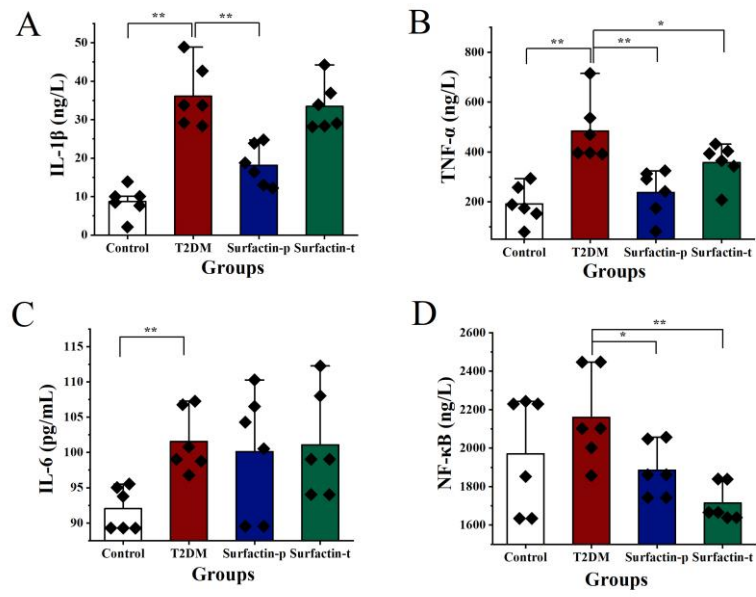 A
**
**
IL-1β (ng/L)
50
40
30
20
10
0
Control
T2DM
Surfactin-p
Surfactin-t
Groups
B
*
**
**
TNF-α (ng/L)
800
600
400
200
Control
T2DM
Surfactin-p
Surfactin-t
Groups
C
**
IL-6 (pg/mL)
115
110
105
100
95
90
Control
T2DM
Surfactin-p
Surfactin-t
Groups
D
**
*
NF-κB (ng/L)
2600
2400
2200
2000
1800
1600
Control
T2DM
Surfactin-p
Surfactin-t
Groups